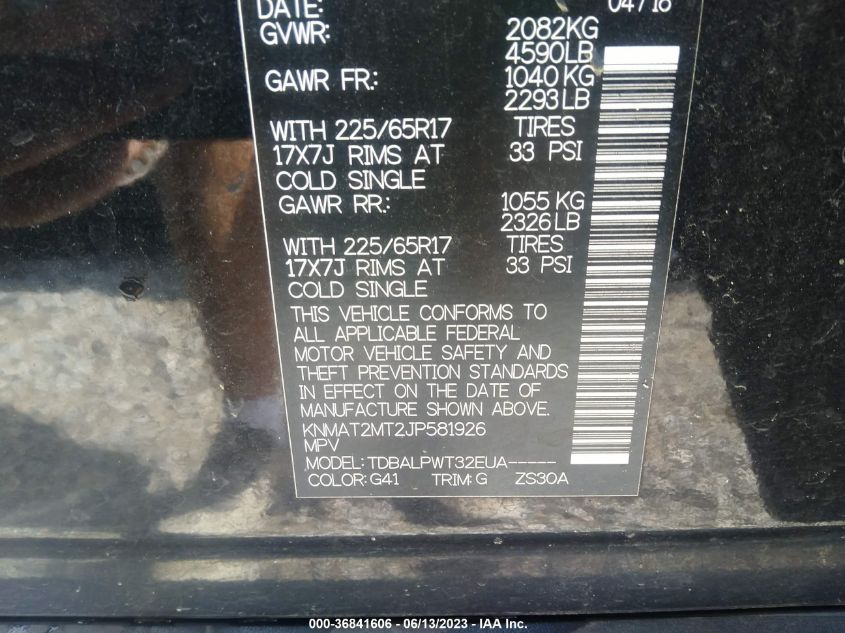 DATE: 04/18
GVWR: 2082KG
4590LB
GAWR FR.: 1040 KG
2293 LB
WITH 225/65R17 TIRES
17X7J RIMS AT 33 PSI
COLD SINGLE
GAWR RR.: 1055 KG
2326 LB
WITH 225/65R17 TIRES
17X7J RIMS AT 33 PSI
COLD SINGLE
THIS VEHICLE CONFORMS TO
ALL APPLICABLE FEDERAL
MOTOR VEHICLE SAFETY AND
THEFT PREVENTION STANDARDS
IN EFFECT ON THE DATE OF
MANUFACTURE SHOWN ABOVE.
KNMAT2MT2JP581926
MPV
MODEL: TDBALPWT32EUA-----
COLOR: G41 TRIM: G ZS30A
000-36841606 - 06/13/2023 - IAA Inc.